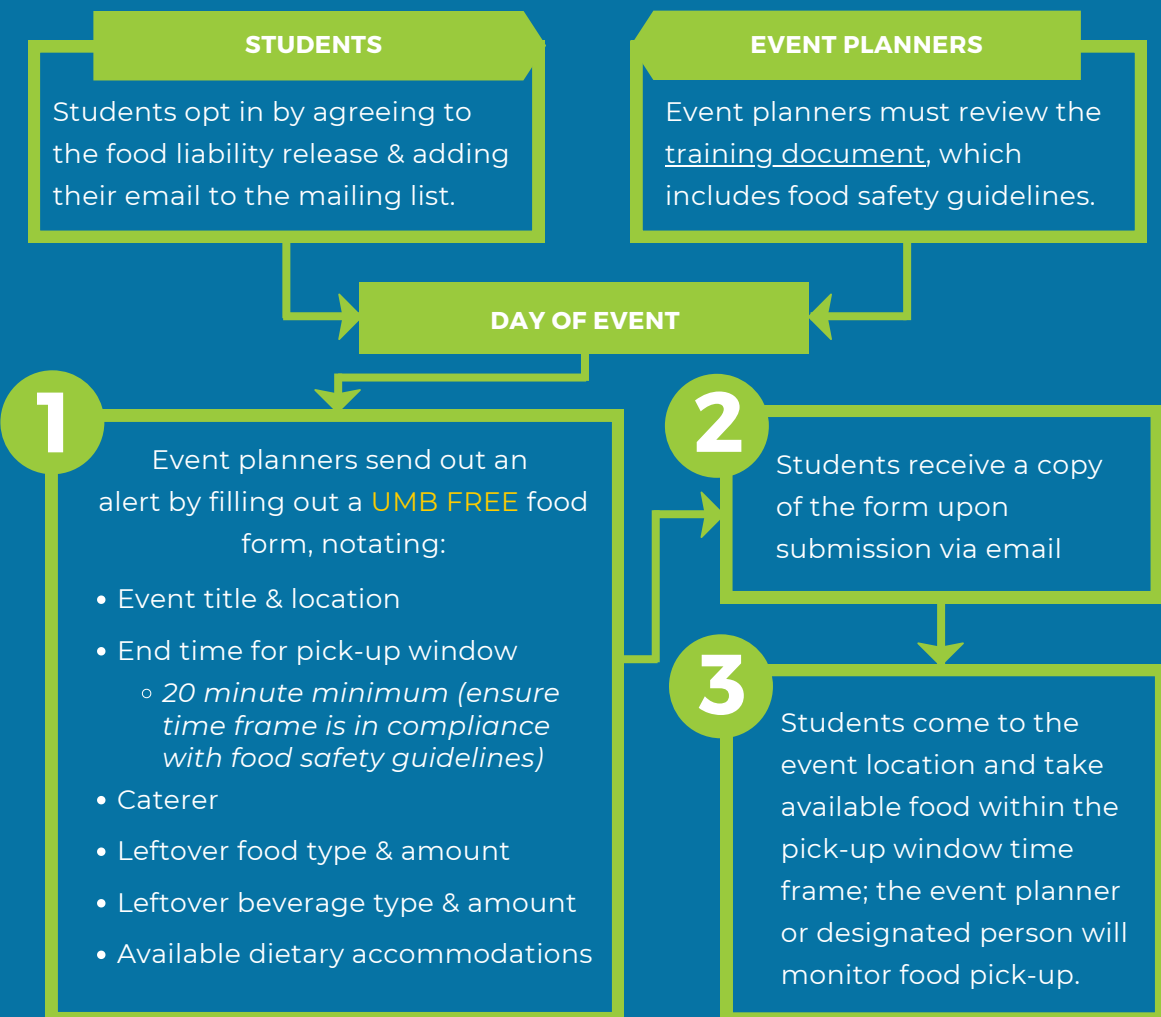 STUDENTS
Students opt in by agreeing to
the food liability release & adding
their email to the mailing list.
EVENT PLANNERS
Event planners must review the
training document, which
includes food safety guidelines.
DAY OF EVENT
1
Event planners send out an
alert by filling out a UMB FREE food
form, notating:
• Event title & location
• End time for pick-up window
◦ 20 minute minimum (ensure
time frame is in compliance
with food safety guidelines)
• Caterer
• Leftover food type & amount
• Leftover beverage type & amount
• Available dietary accommodations
2
Students receive a copy
of the form upon
submission via email
3
Students come to the
event location and take
available food within the
pick-up window time
frame; the event planner
or designated person will
monitor food pick-up.